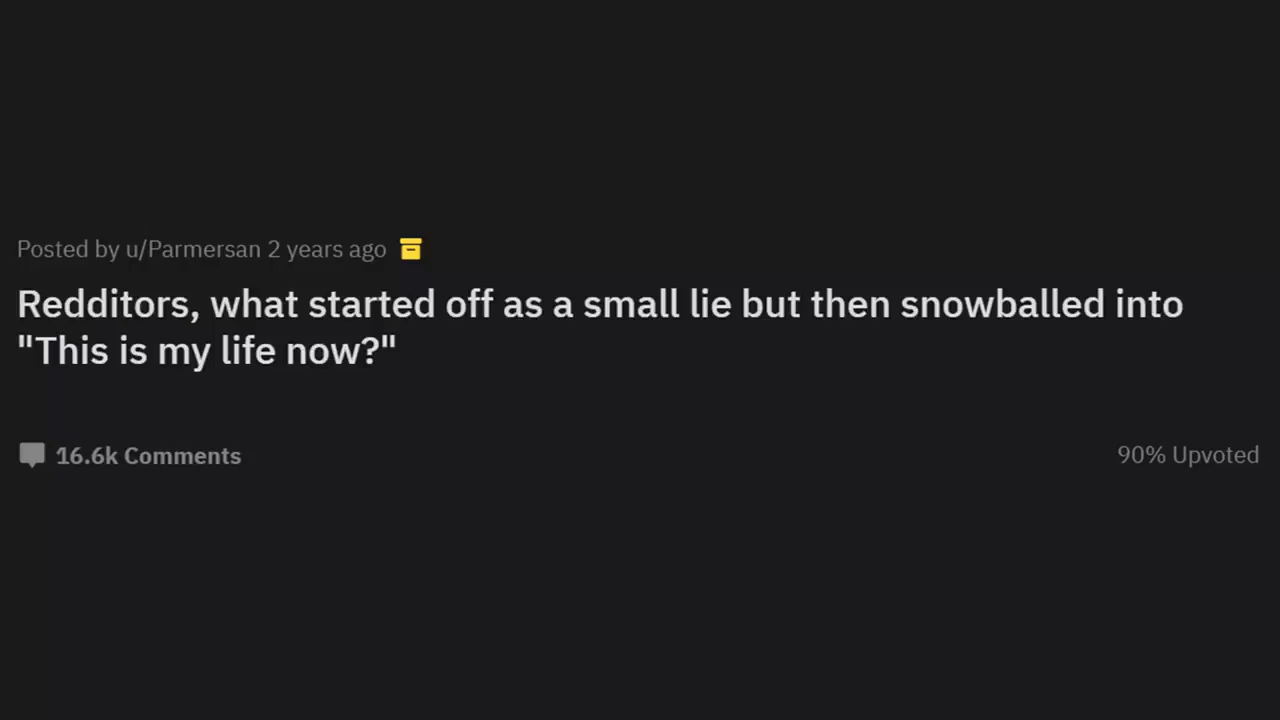 Posted by u/Parmersan 2 years ago
Redditors, what started off as a small lie but then snowballed into
"This is my life now?"
16.6k Comments
90% Upvoted